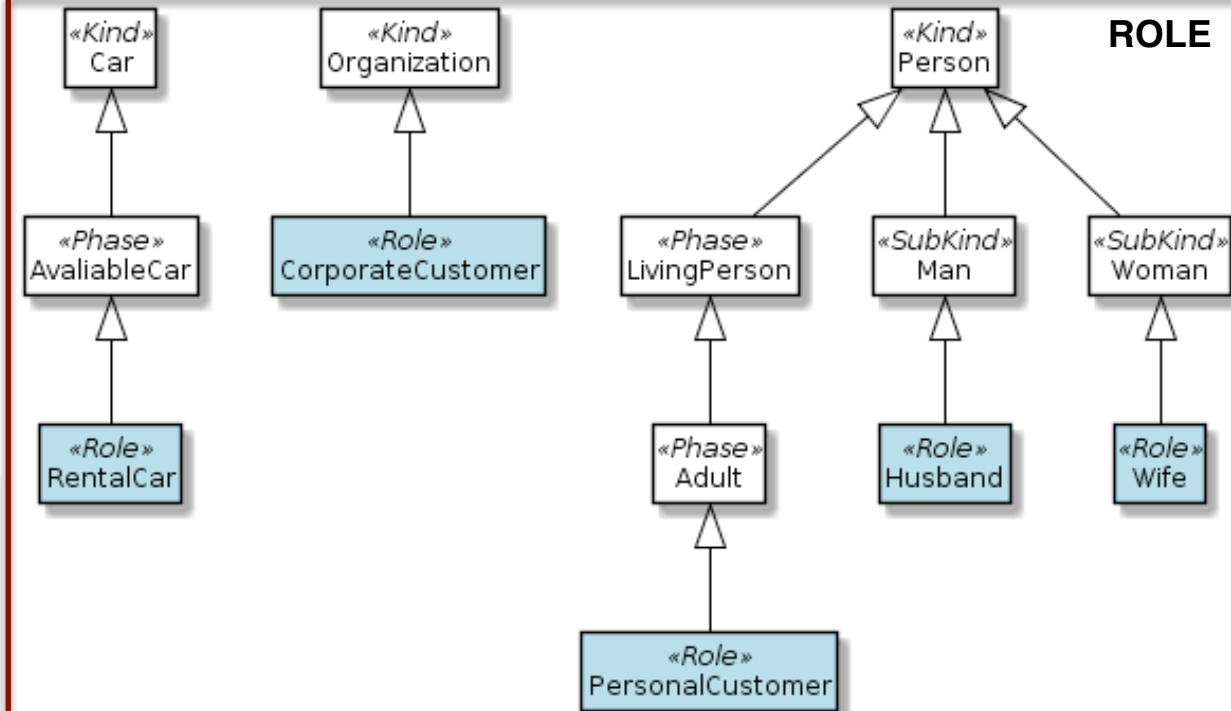 ROLE
«Kind»
Car
«Kind»
Organization
«Kind»
Person
«Phase»
AvaliableCar
«Role»
CorporateCustomer
«Phase»
LivingPerson
«SubKind»
Man
«SubKind»
Woman
«Role»
RentalCar
«Phase»
Adult
«Role»
Husband
«Role»
Wife
«Role»
PersonalCustomer